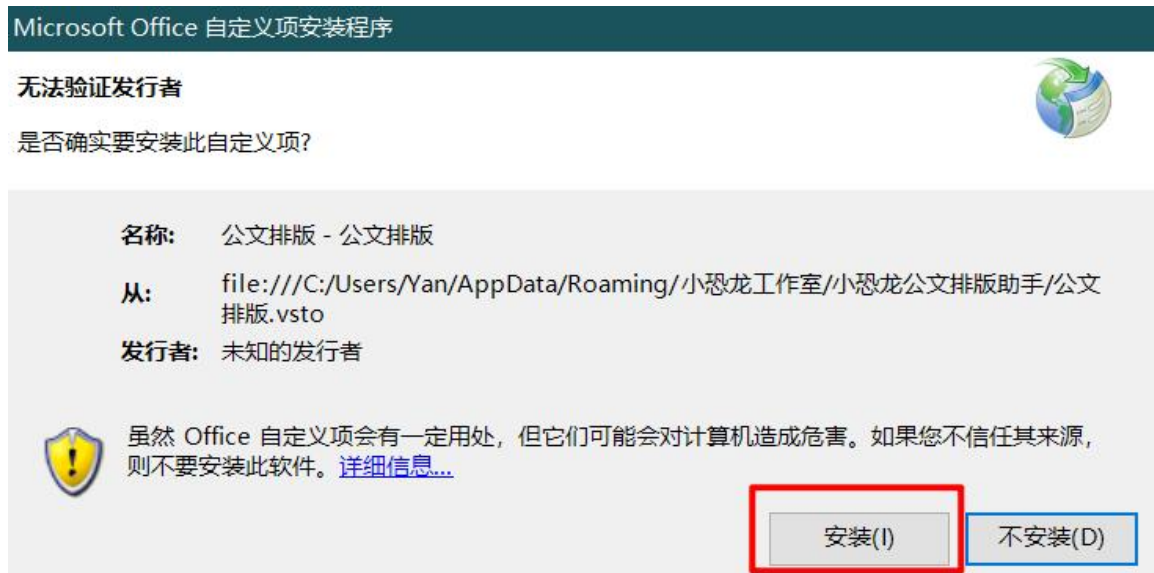 Microsoft Office 自定义项安装程序
无法验证发行者
是否确实要安装此自定义项?
名称: 公文排版 - 公文排版
从: file:///C:/Users/Yan/AppData/Roaming/小恐龙工作室/小恐龙公文排版助手/公文
排版.vsto
发行者: 未知的发行者
虽然 Office 自定义项会有一定用处，但它们可能会对计算机造成危害。如果您不信任其来源，
则不要安装此软件。详细信息...
安装(I) 不安装(D)